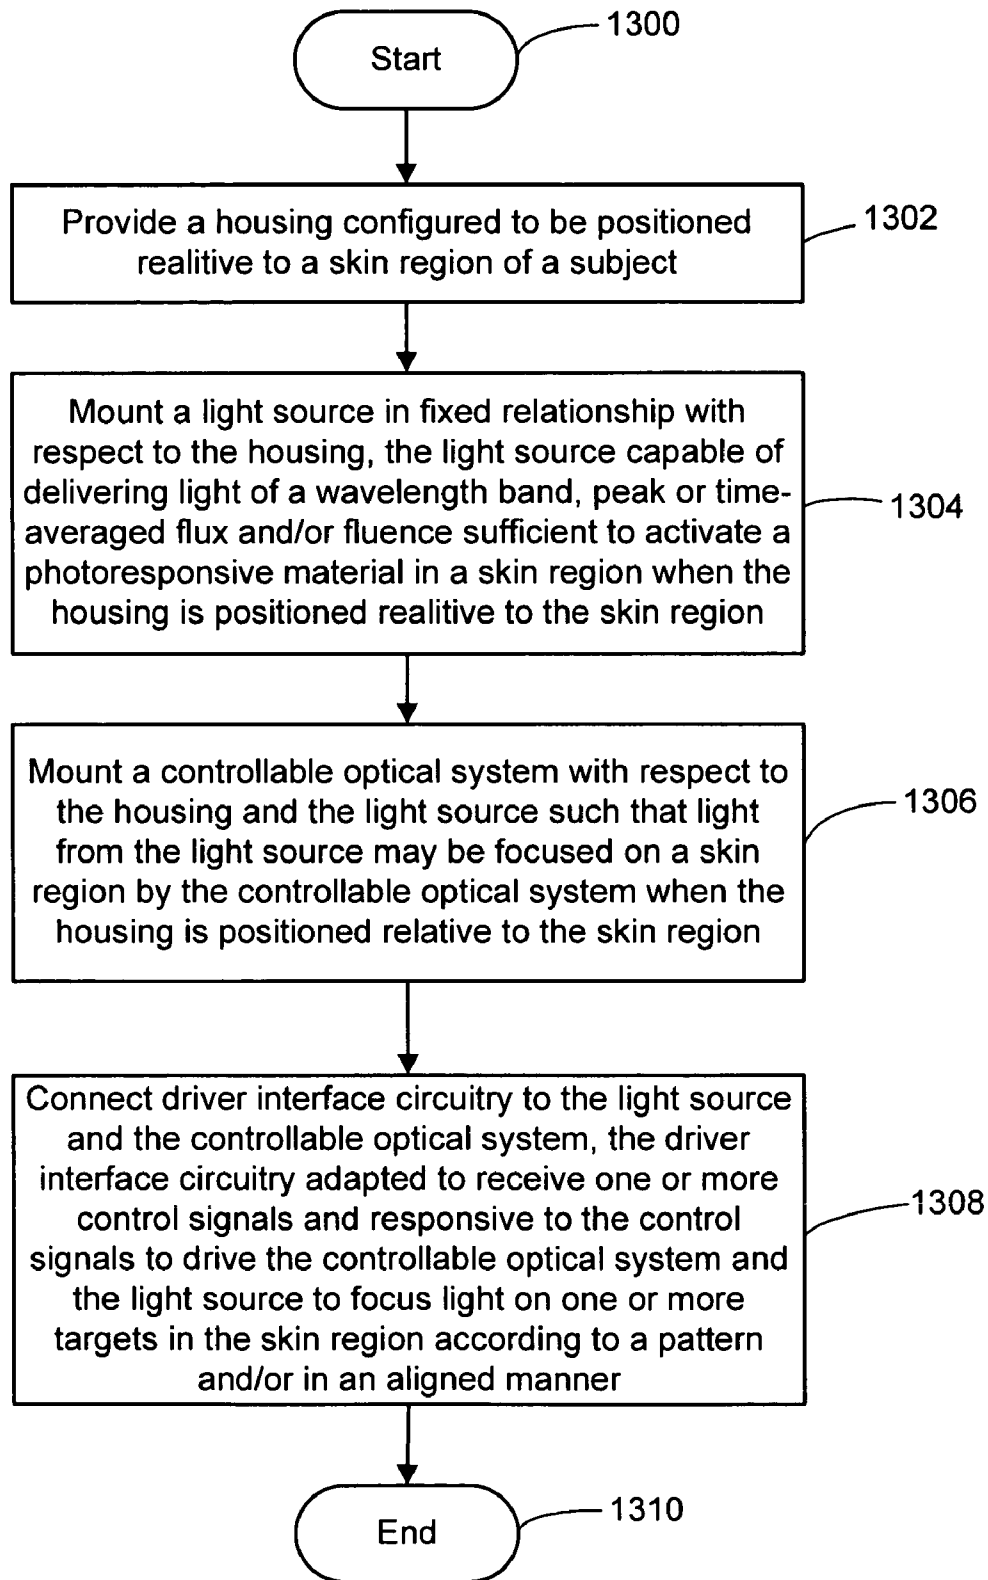 Start
1300
Provide a housing configured to be positioned
realitive to a skin region of a subject
1302
Mount a light source in fixed relationship with
respect to the housing, the light source capable of
delivering light of a wavelength band, peak or time-
averaged flux and/or fluence sufficient to activate a
photoresponsive material in a skin region when the
housing is positioned realitive to the skin region
1304
Mount a controllable optical system with respect to
the housing and the light source such that light
from the light source may be focused on a skin
region by the controllable optical system when the
housing is positioned relative to the skin region
1306
Connect driver interface circuitry to the light source
and the controllable optical system, the driver
interface circuitry adapted to receive one or more
control signals and responsive to the control
signals to drive the controllable optical system and
the light source to focus light on one or more
targets in the skin region according to a pattern
and/or in an aligned manner
1308
End
1310